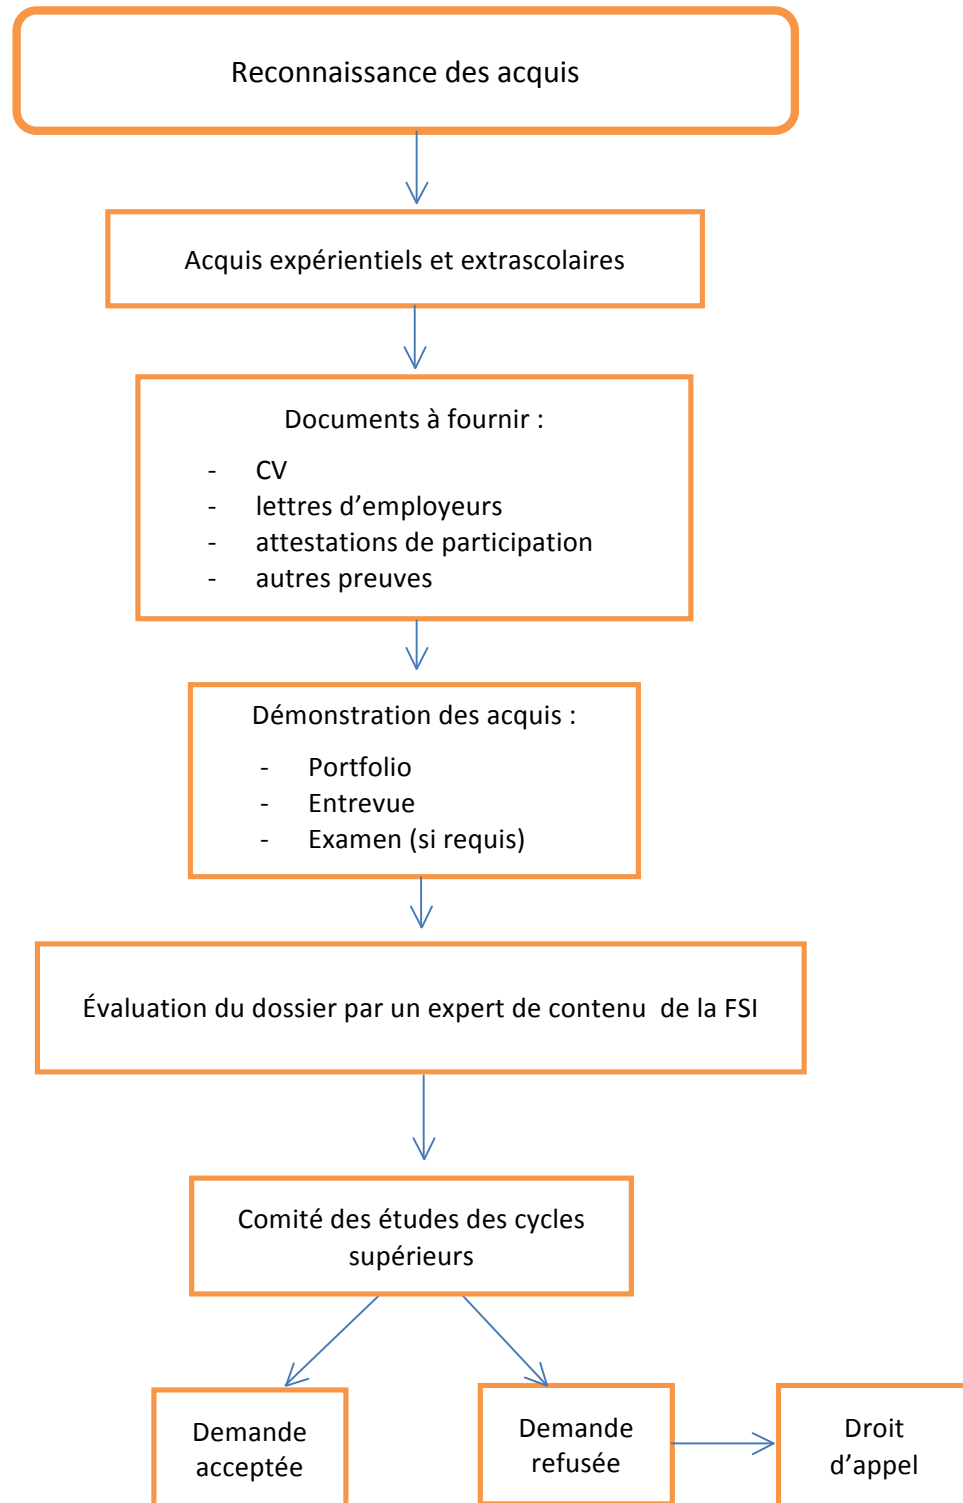 Reconnaissance des acquis
Acquis expérientiels et extrascolaires
Documents à fournir :
- CV
- lettres d’employeurs
- attestations de participation
- autres preuves
Démonstration des acquis :
- Portfolio
- Entrevue
- Examen (si requis)
Évaluation du dossier par un expert de contenu  de la FSI
Comité des études des cycles
supérieurs
Demande
acceptée
Demande
refusée
Droit
d’appel